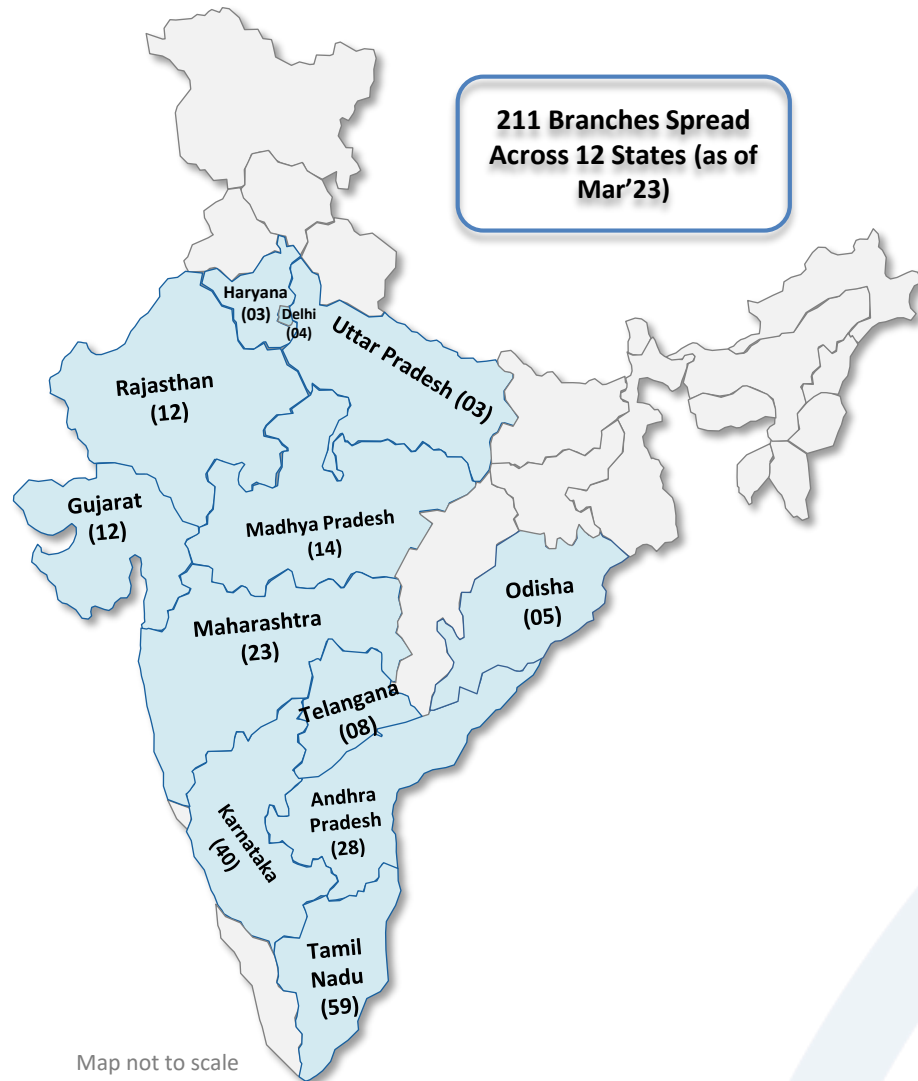 211 Branches Spread
Across 12 States (as of
Mar’23)
Haryana
(03)
Delhi
(04)
Uttar Pradesh (03)
Rajasthan
(12)
Gujarat
(12)
Madhya Pradesh
(14)
Odisha
(05)
Maharashtra
(23)
Telangana
(08)
Andhra
Pradesh
(28)
Karnataka
(40)
Tamil
Nadu
(59)
Map not to scale